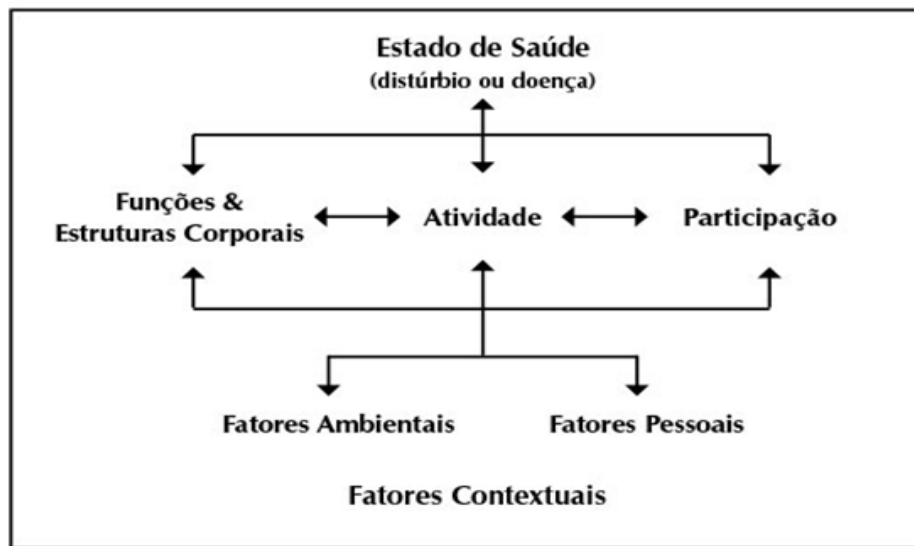 Estado de Saúde
(distúrbio ou doença)
Funções &
Estruturas Corporais
Atividade
Participação
Fatores Ambientais
Fatores Pessoais
Fatores Contextuais